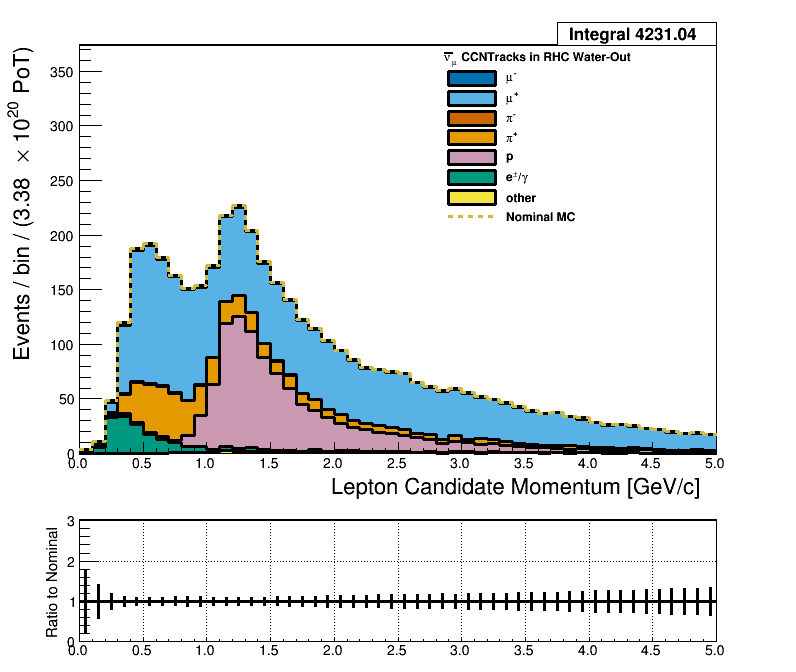 Integral 4231.04
ν̅μ CCNTracks in RHC Water-Out
μ-
μ+
π-
π+
p
e±/γ
other
Nominal MC
Events / bin / (3.38 × 10^20 PoT)
350
300
250
200
150
100
50
0
0.0 0.5 1.0 1.5 2.0 2.5 3.0 3.5 4.0 4.5 5.0
Lepton Candidate Momentum [GeV/c]
Ratio to Nominal
3
2
1
0
0.0 0.5 1.0 1.5 2.0 2.5 3.0 3.5 4.0 4.5 5.0